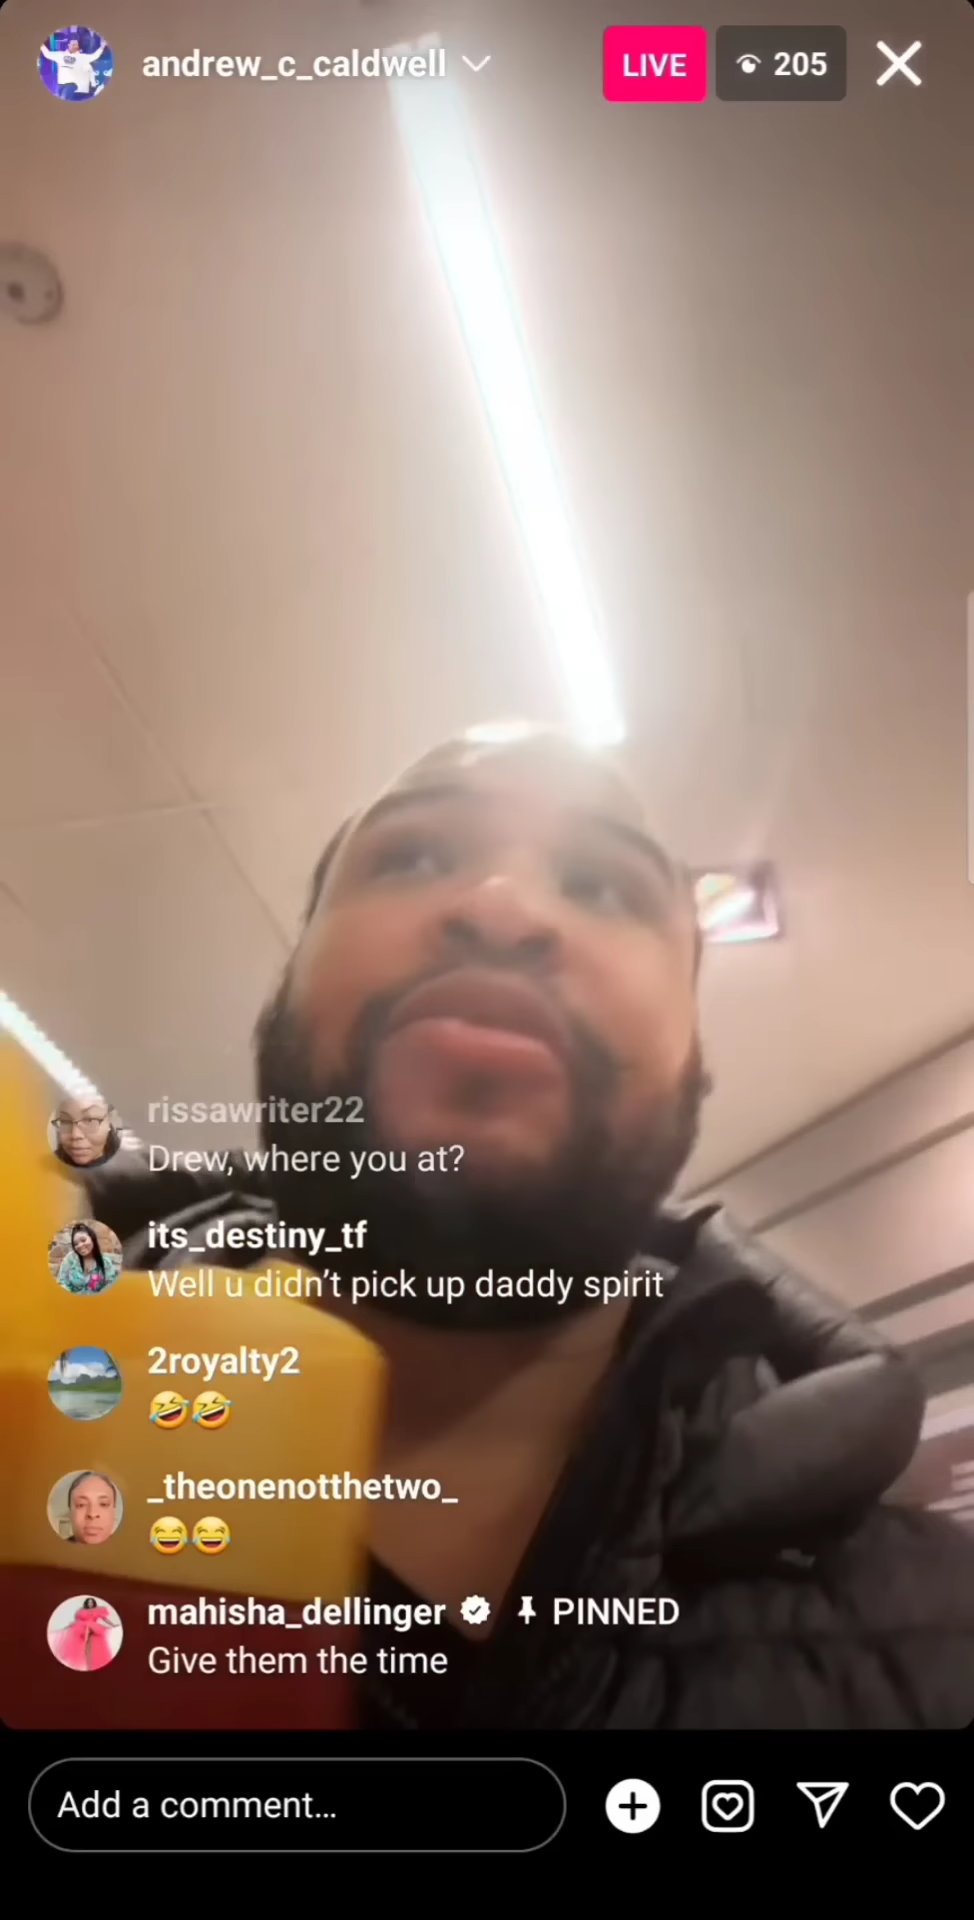 andrew_c_caldwell
LIVE
205
rissawriter22
Drew, where you at?
its_destiny_tf
Well u didn’t pick up daddy spirit
2royalty2
🤣🤣
_theonenotthetwo_
😂😂
mahisha_dellinger PINNED
Give them the time
Add a comment...